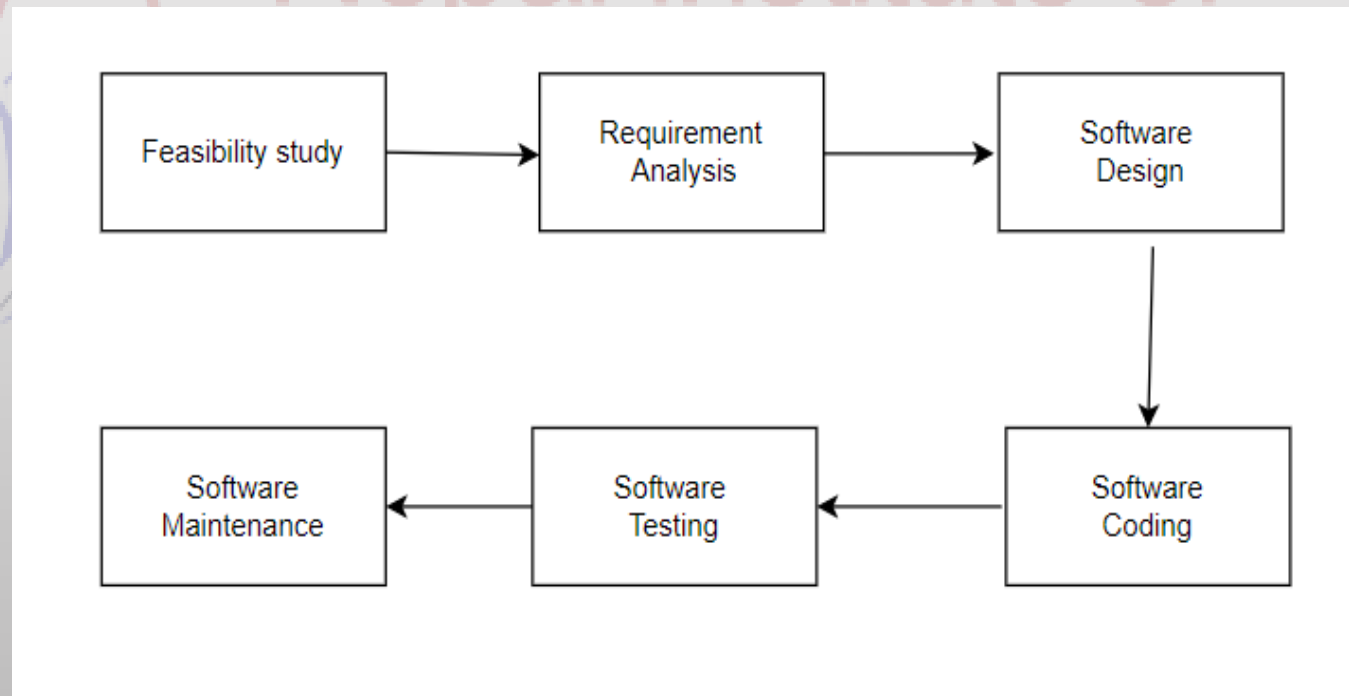 Feasibility study
Requirement
Analysis
Software
Design
Software
Maintenance
Software
Testing
Software
Coding